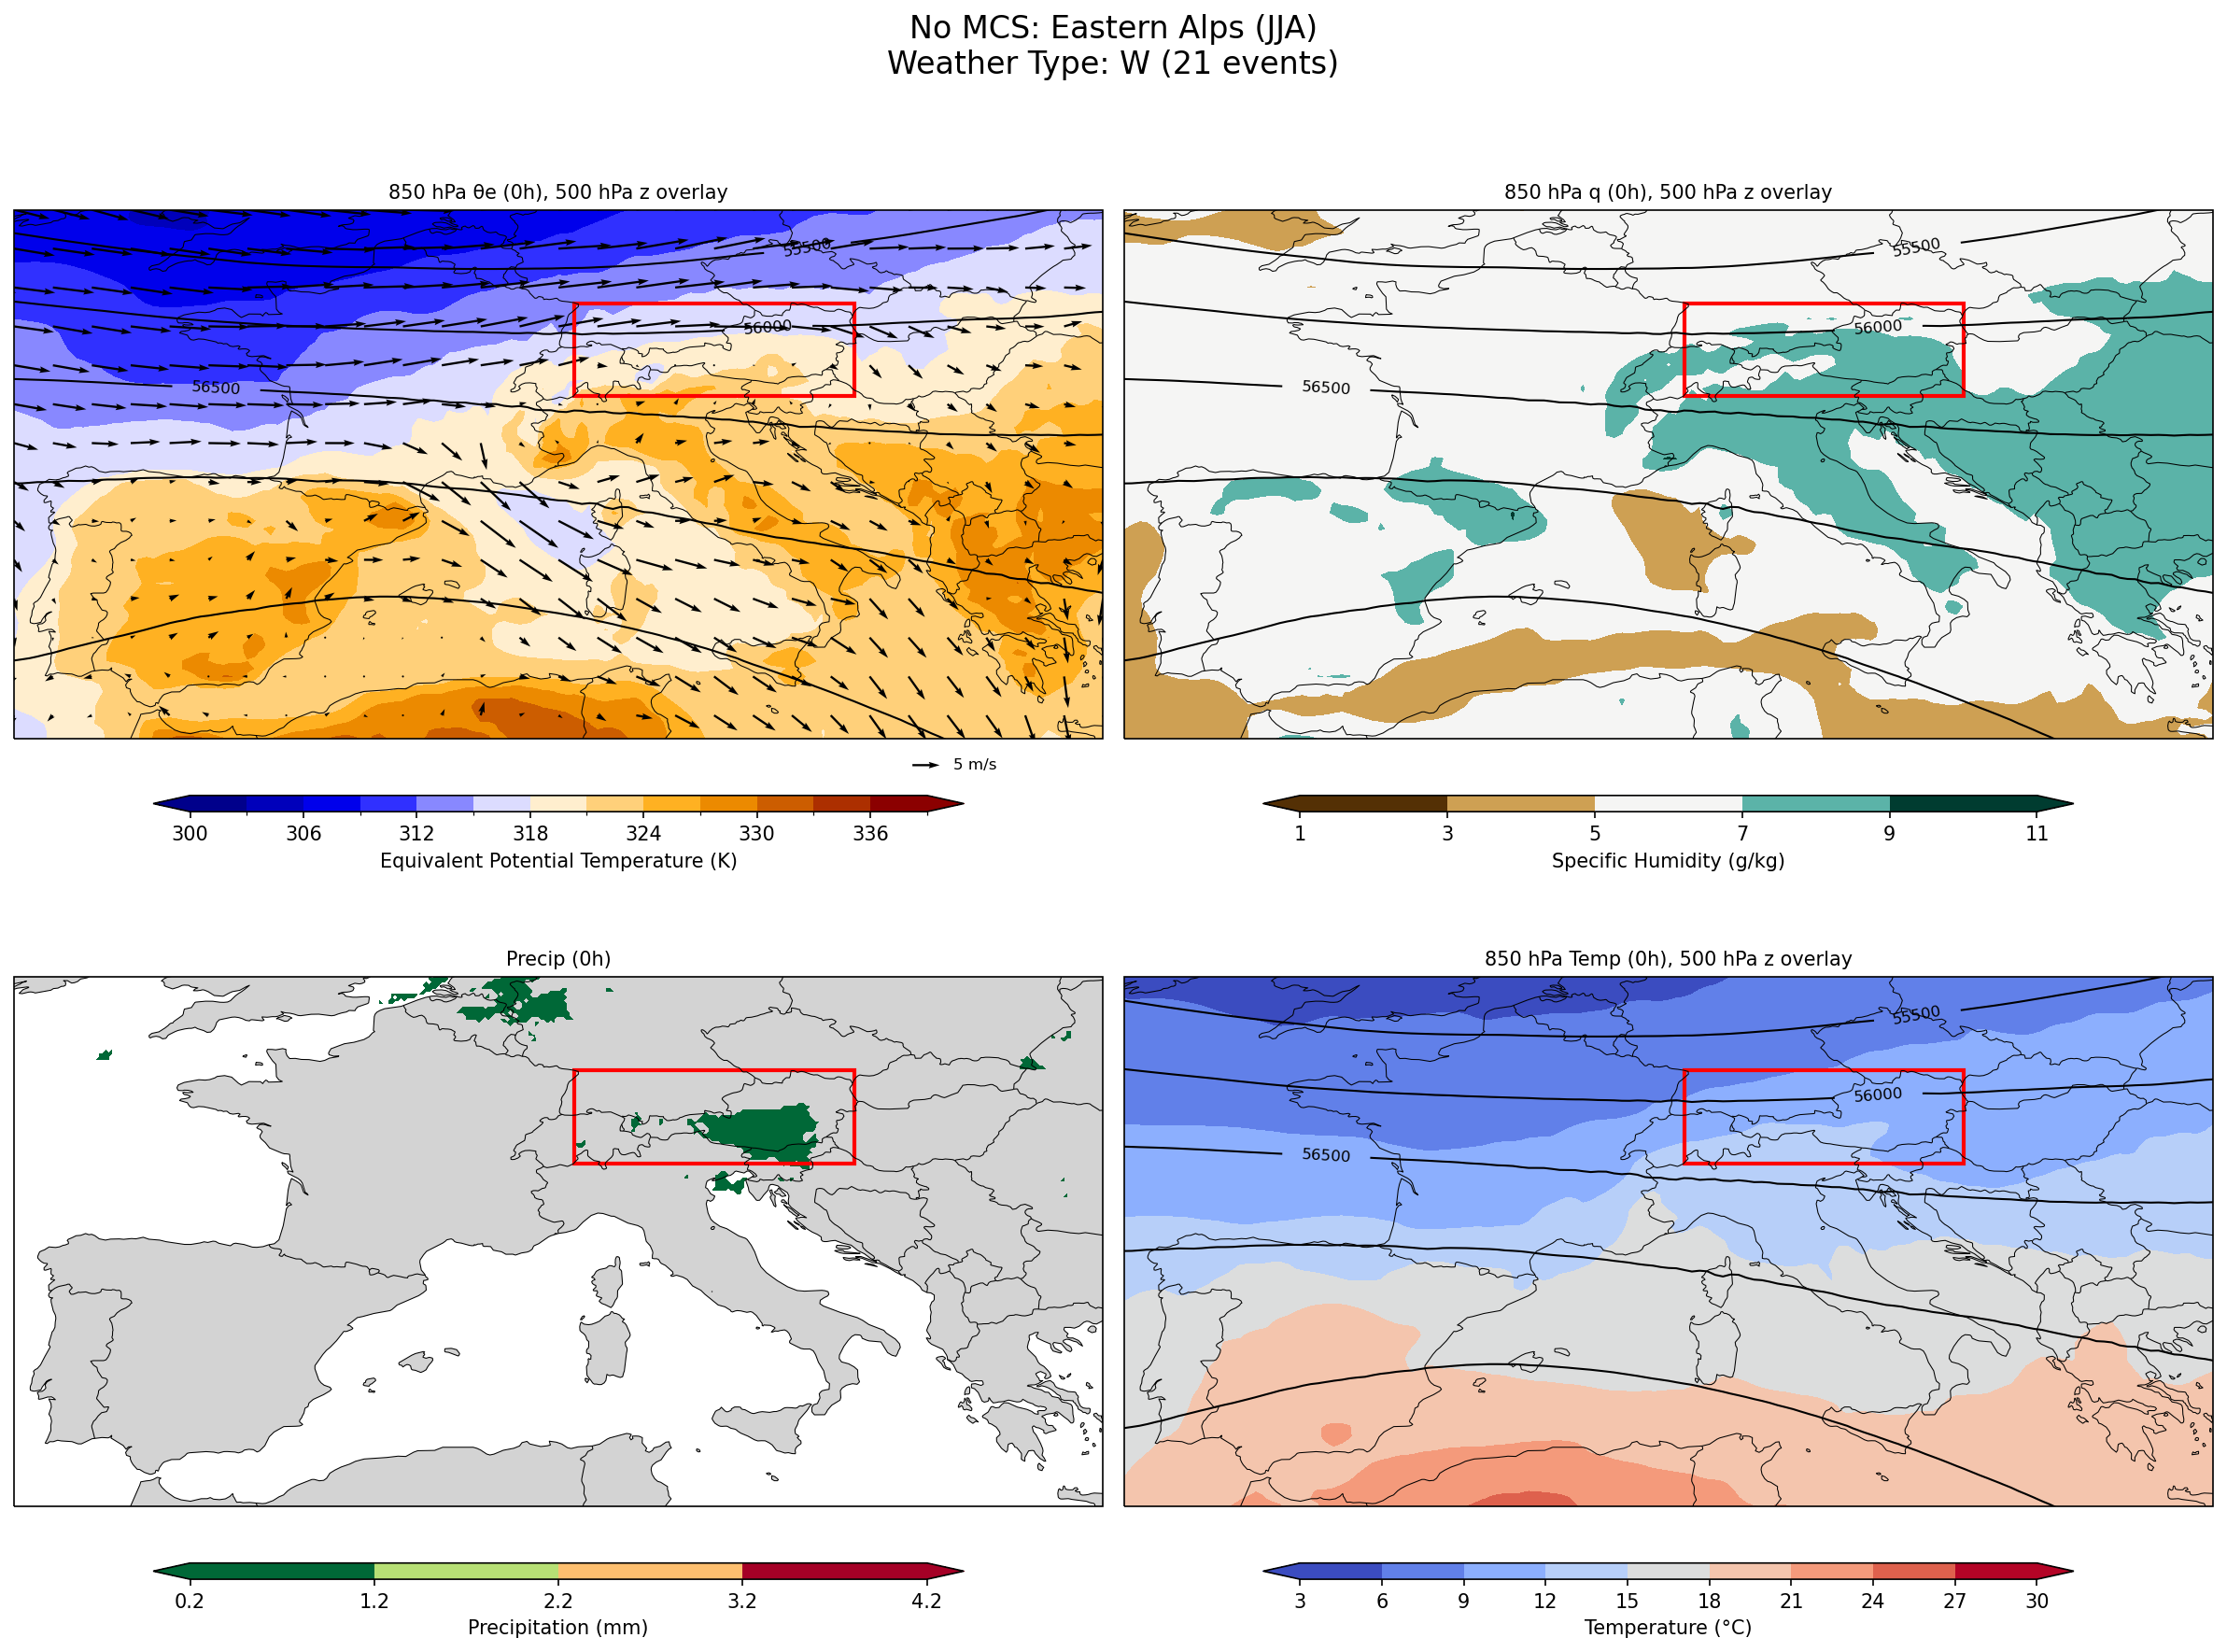 No MCS: Eastern Alps (JJA)
Weather Type: W (21 events)
850 hPa θe (0h), 500 hPa z overlay
55500
56000
56500
5 m/s
300 306 312 318 324 330 336
Equivalent Potential Temperature (K)
850 hPa q (0h), 500 hPa z overlay
55500
56000
56500
1 3 5 7 9 11
Specific Humidity (g/kg)
Precip (0h)
0.2 1.2 2.2 3.2 4.2
Precipitation (mm)
850 hPa Temp (0h), 500 hPa z overlay
55500
56000
56500
3 6 9 12 15 18 21 24 27 30
Temperature (°C)